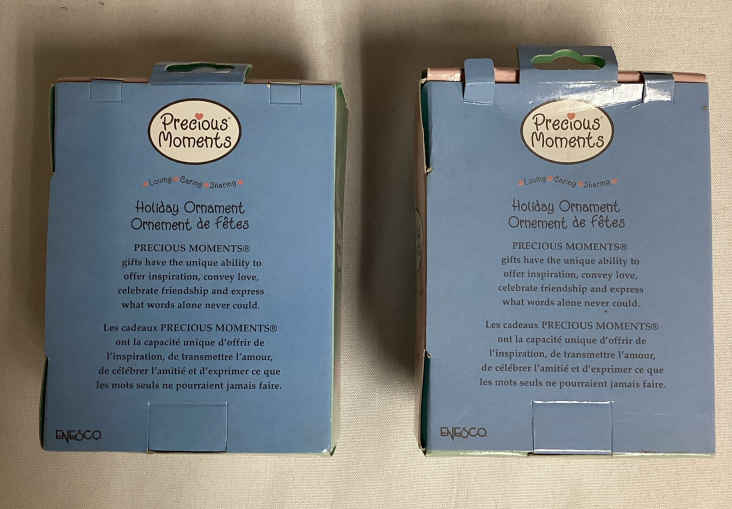 Precious
Moments
Loving Caring Sharing
Holiday Ornament
Ornement de Fêtes
PRECIOUS MOMENTS®
gifts have the unique ability to
offer inspiration, convey love,
celebrate friendship and express
what words alone never could.
Les cadeaux PRECIOUS MOMENTS®
ont la capacité unique d'offrir de
l'inspiration, de transmettre l'amour,
de célébrer l'amitié et d'exprimer ce que
les mots seuls ne pourraient jamais faire.
ENESCO
Precious
Moments
Loving Caring Sharing
Holiday Ornament
Ornement de Fêtes
PRECIOUS MOMENTS®
gifts have the unique ability to
offer inspiration, convey love,
celebrate friendship and express
what words alone never could.
Les cadeaux PRECIOUS MOMENTS®
ont la capacité unique d'offrir de
l'inspiration, de transmettre l'amour,
de célébrer l'amitié et d'exprimer ce que
les mots seuls ne pourraient jamais faire.
ENESCO